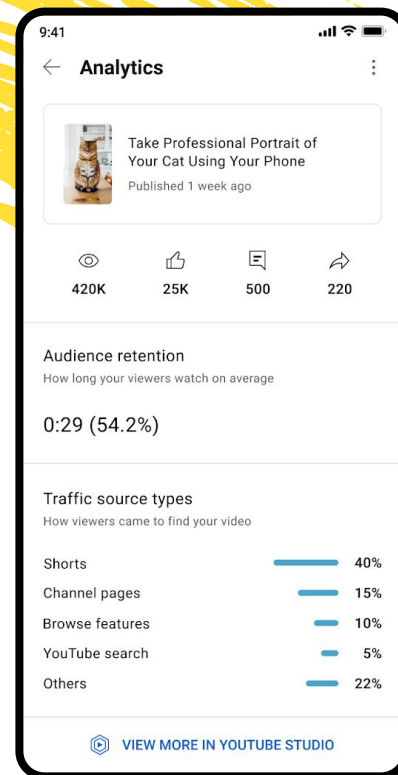 9:41
Analytics
Take Professional Portrait of
Your Cat Using Your Phone
Published 1 week ago
420K 25K 500 220
Audience retention
How long your viewers watch on average
0:29 (54.2%)
Traffic source types
How viewers came to find your video
Shorts 40%
Channel pages 15%
Browse features 10%
YouTube search 5%
Others 22%
VIEW MORE IN YOUTUBE STUDIO